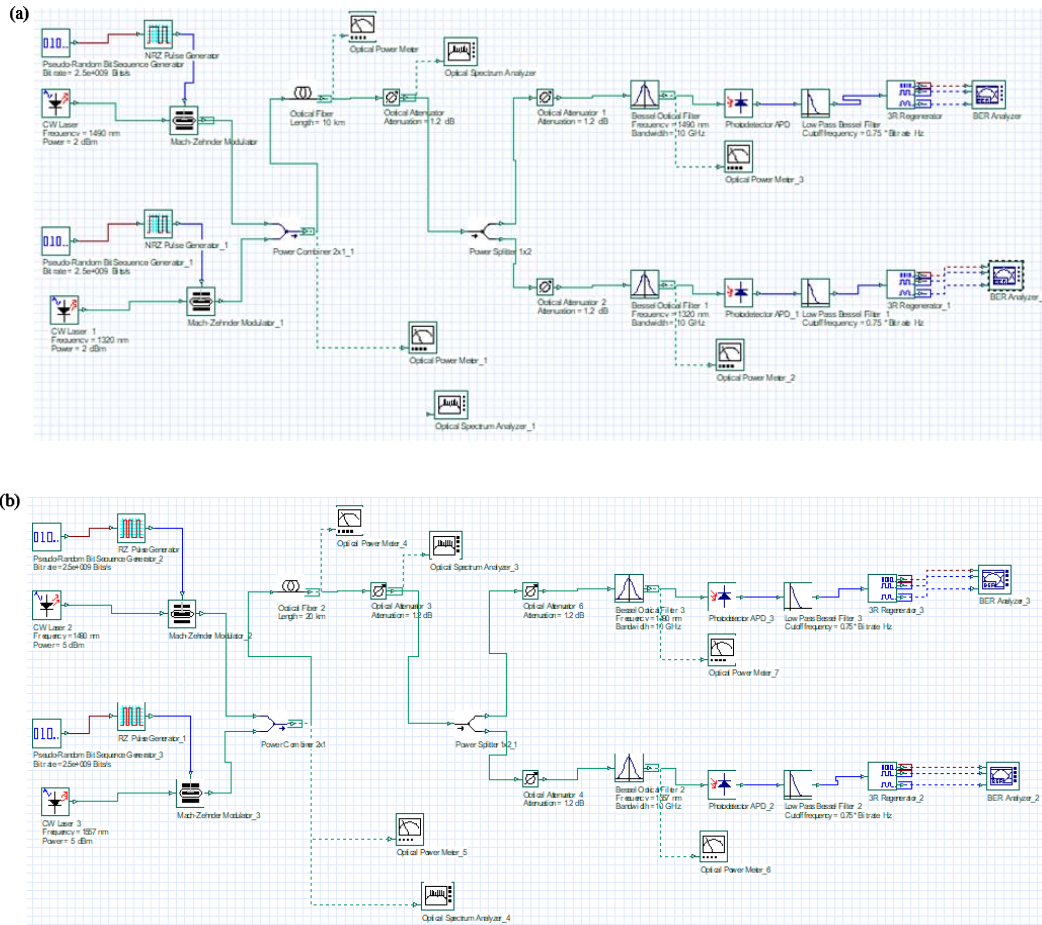 (a)
Optical Power Meter
NRZ Pulse Generator
Optical Spectrum Analyzer
Pseudo-Random Bit Sequence Generator
Bit rate = 2.5e+009 Bits/s
CW Laser
Frequency = 1490 nm
Power = 2 dBm
Mach-Zehnder Modulator
Optical Fiber
Length = 10 km
Optical Attenuator
Attenuation = 1.2 dB
Optical Attenuator 1
Attenuation = 1.2 dB
Bessel Optical Filter
Frequency = 1490 nm
Bandwidth = 10 GHz
Photodetector APD
Low Pass Bessel Filter
Cutoff frequency = 0.75 * Bit rate Hz
3R Regenerator
BER Analyzer
Optical Power Meter_3
NRZ Pulse Generator_1
Pseudo-Random Bit Sequence Generator_1
Bit rate = 2.5e+009 Bits/s
Power Combiner 2x1_1
Power Splitter 1x2
CW Laser 1
Frequency = 1320 nm
Power = 2 dBm
Mach-Zehnder Modulator_1
Optical Attenuator 2
Attenuation = 1.2 dB
Bessel Optical Filter 1
Frequency = 1320 nm
Bandwidth = 10 GHz
Photodetector APD_1
Low Pass Bessel Filter 1
Cutoff frequency = 0.75 * Bit rate Hz
3R Regenerator_1
BER Analyzer_
Optical Power Meter_1
Optical Power Meter_2
Optical Spectrum Analyzer_1
(b)
Optical Power Meter_4
RZ Pulse Generator
Optical Spectrum Analyzer_3
Pseudo-Random Bit Sequence Generator_2
Bit rate = 2.5e+009 Bits/s
CW Laser 2
Frequency = 1490 nm
Power = 5 dBm
Mach-Zehnder Modulator_2
Optical Fiber 2
Length = 20 km
Optical Attenuator 3
Attenuation = 1.2 dB
Optical Attenuator 6
Attenuation = 1.2 dB
Bessel Optical Filter 3
Frequency = 1490 nm
Bandwidth = 10 GHz
Photodetector APD_3
Low Pass Bessel Filter 3
Cutoff frequency = 0.75 * Bit rate Hz
3R Regenerator_3
BER Analyzer_3
Optical Power Meter_7
RZ Pulse Generator_1
Pseudo-Random Bit Sequence Generator_3
Bit rate = 2.5e+009 Bits/s
Power Combiner 2x1
Power Splitter 1x2_1
CW Laser 3
Frequency = 1557 nm
Power = 5 dBm
Mach-Zehnder Modulator_3
Optical Attenuator 4
Attenuation = 1.2 dB
Bessel Optical Filter 2
Frequency = 1557 nm
Bandwidth = 10 GHz
Photodetector APD_2
Low Pass Bessel Filter 2
Cutoff frequency = 0.75 * Bit rate Hz
3R Regenerator_2
BER Analyzer_2
Optical Power Meter_5
Optical Power Meter_6
Optical Spectrum Analyzer_4